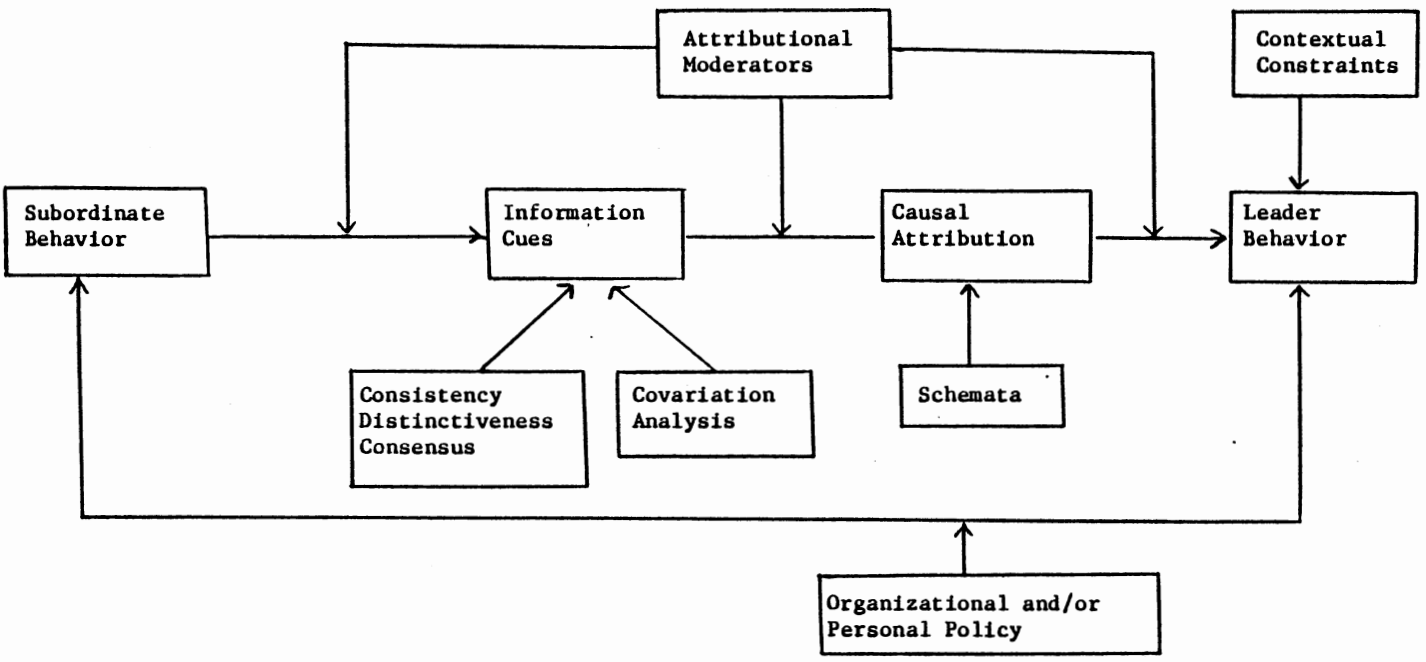 Attributional
Moderators
Contextual
Constraints
Subordinate
Behavior
Information
Cues
Causal
Attribution
Leader
Behavior
Consistency
Distinctiveness
Consensus
Covariation
Analysis
Schemata
Organizational and/or
Personal Policy